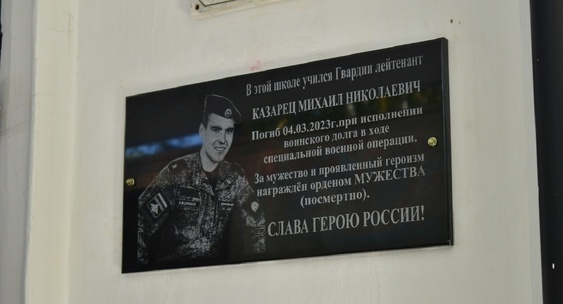 В этой школе учился Гвардии лейтенант
КАЗАРЕЦ МИХАИЛ НИКОЛАЕВИЧ
Погиб 04.03.2023г.при исполнении
воинского долга в ходе
специальной военной операции.
За мужество и проявленный героизм
награждён орденом МУЖЕСТВА
(посмертно).
СЛАВА ГЕРОЮ РОССИИ!